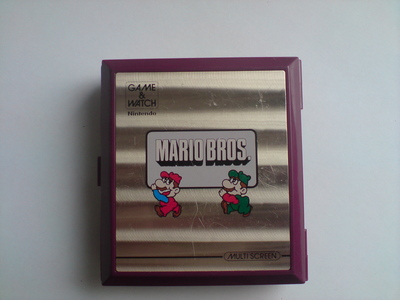 GAME
&
WATCH
Nintendo
MARIO BROS.
MULTI SCREEN